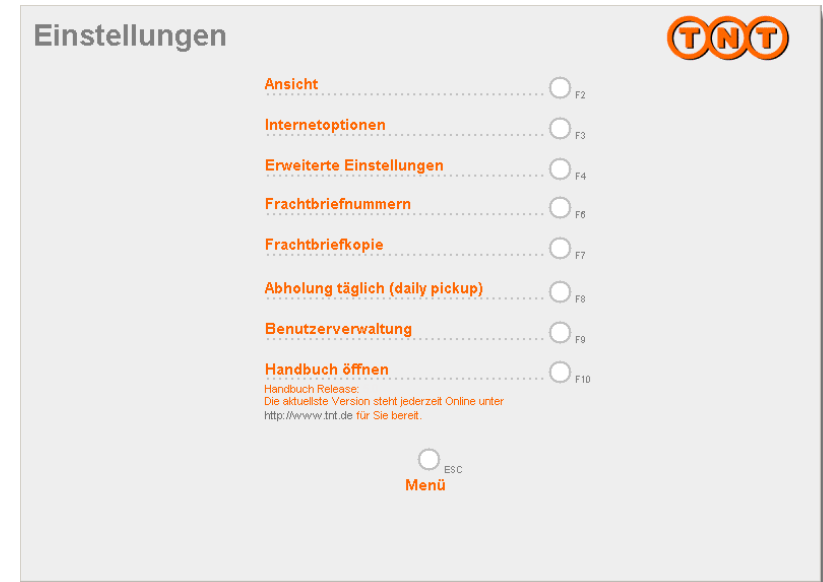 Einstellungen
TNT
Ansicht F2
Internetoptionen F3
Erweiterte Einstellungen F4
Frachtbriefnummern F6
Frachtbriefkopie F7
Abholung täglich (daily pickup) F8
Benutzerverwaltung F9
Handbuch öffnen F10
Handbuch Release:
Die aktuellste Version steht jederzeit Online unter
http://www.tnt.de für Sie bereit.
ESC
Menü